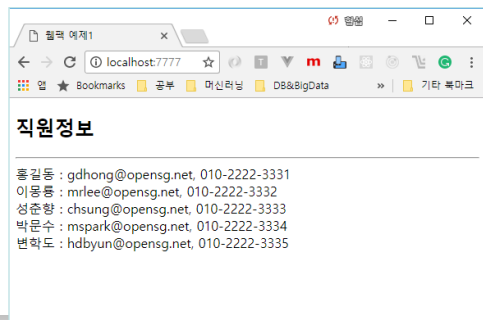 웹셈
웹팩 예제1
localhost:7777
앱 Bookmarks 공부 머신러닝 DB&BigData » 기타 북마크
직원정보
홍길동 : gdhong@opensg.net, 010-2222-3331
이몽룡 : mrlee@opensg.net, 010-2222-3332
성춘향 : chsung@opensg.net, 010-2222-3333
박문수 : mspark@opensg.net, 010-2222-3334
변학도 : hdbyun@opensg.net, 010-2222-3335